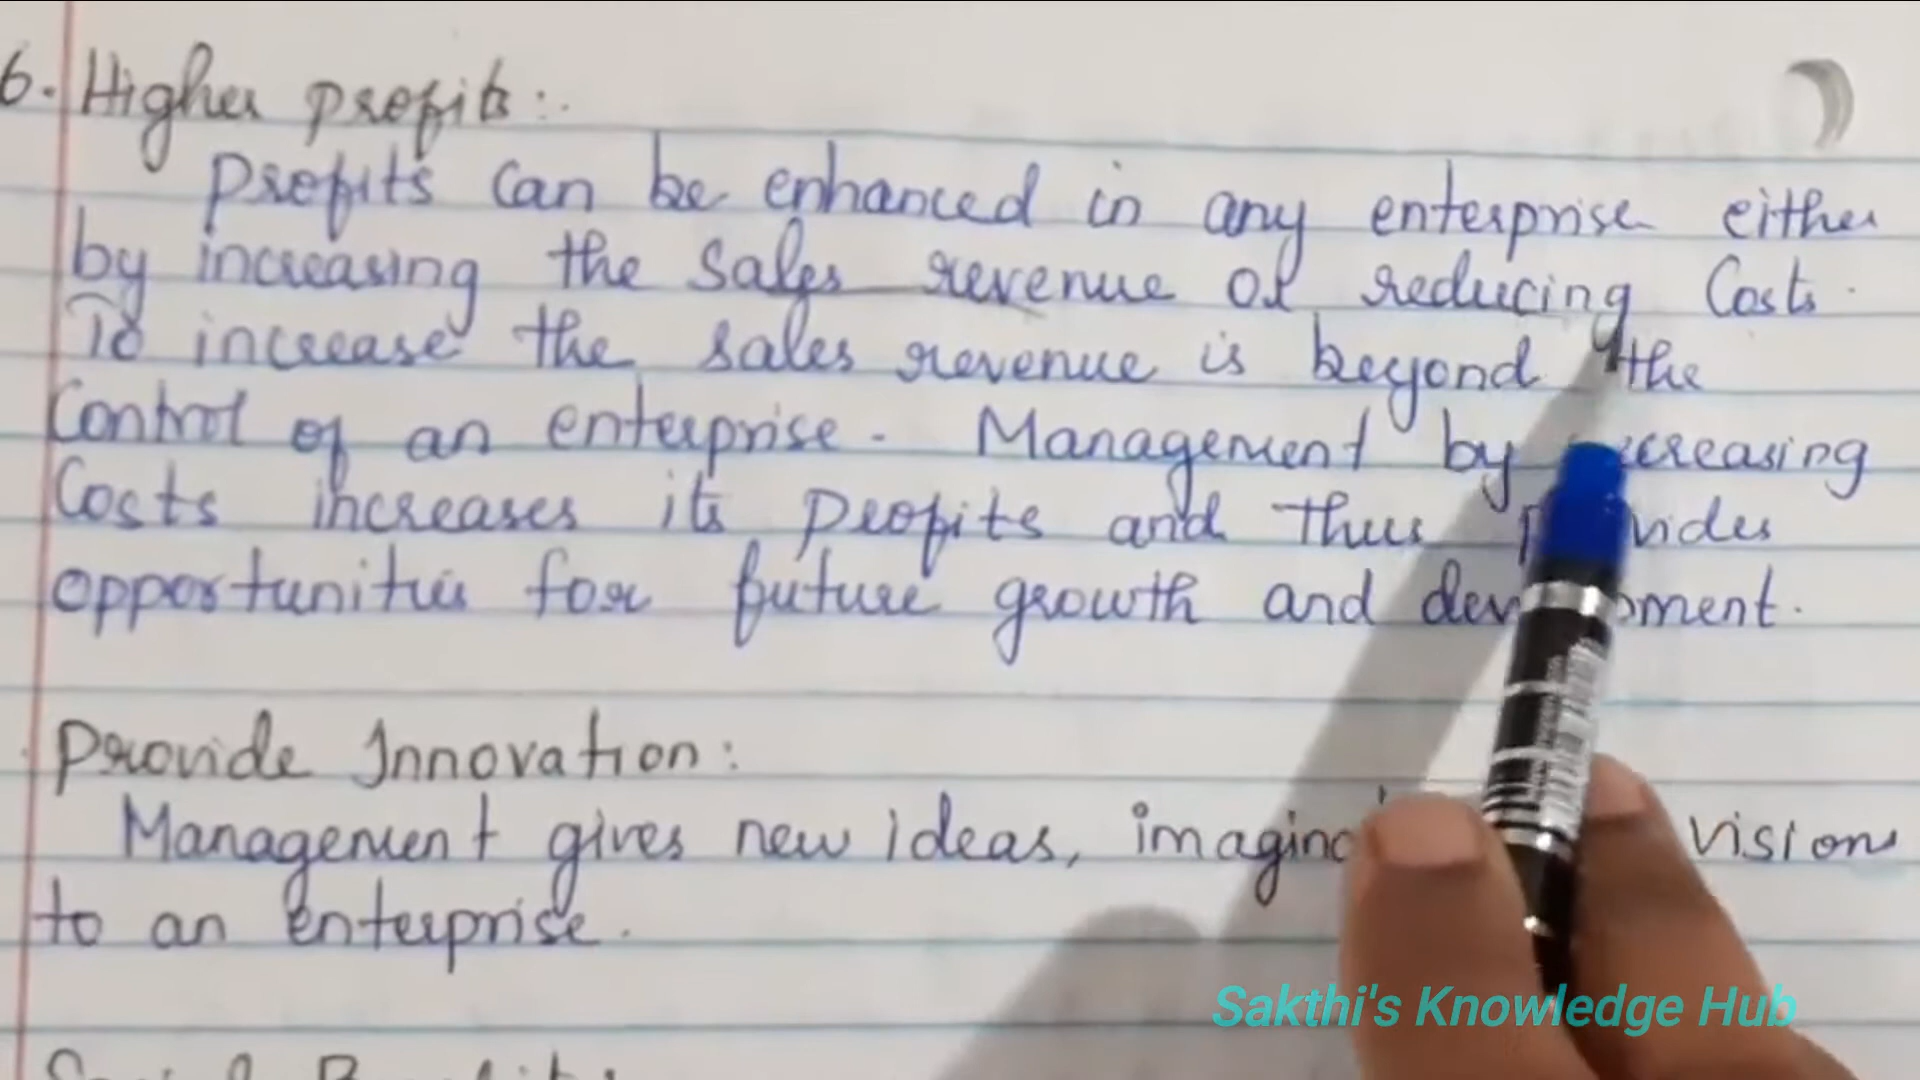 6. Higher profits:.
Profits can be enhanced in any enterprise either
by increasing the sales revenue or reducing Costs.
To increase the sales revenue is beyond the
Control of an enterprise. Management by
Costs increases its profits and thus
opportunities for future growth and
Provide Innovation:
Management gives new ideas, visions
to an enterprise.
Sakthi's Knowledge Hub